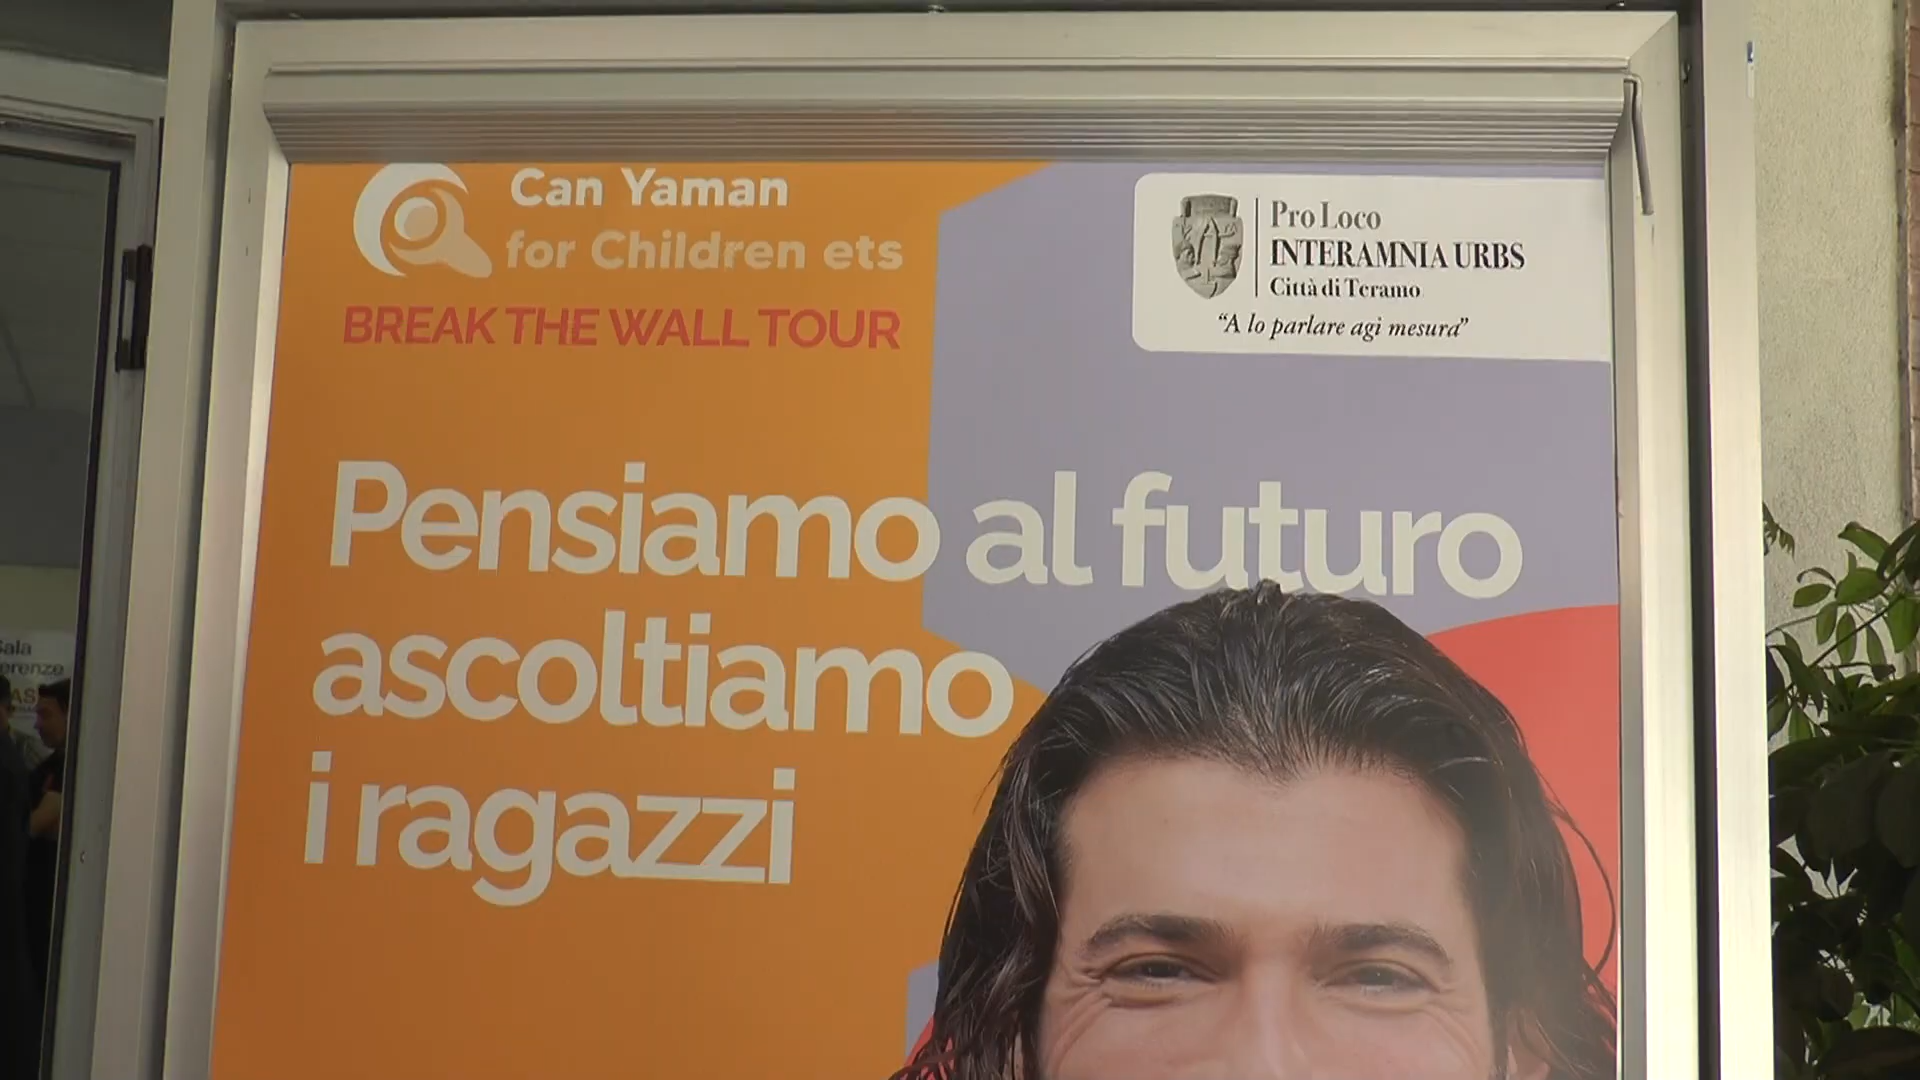 Can Yaman
for Children ets
BREAK THE WALL TOUR
Pro Loco
INTERAMNIA URBS
Città di Teramo
“A lo parlare agi mesura”
Pensiamo al futuro
ascoltiamo
i ragazzi